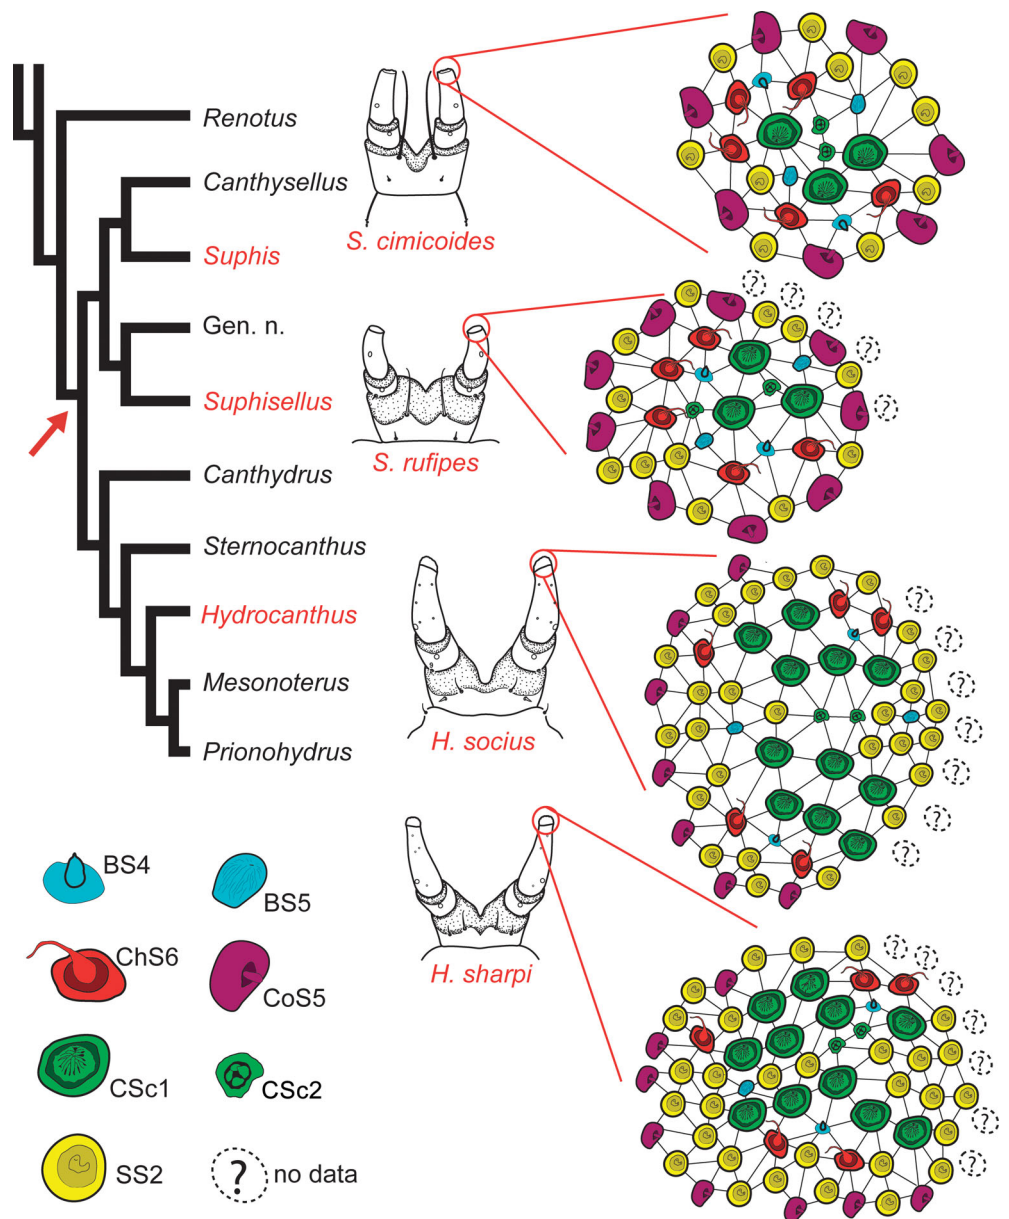 Renotus
Canthysellus
Suphis
Gen. n.
Suphisellus
Canthydrus
Sternocanthus
Hydrocanthus
Mesonoterus
Prionohydrus
S. cimicoides
S. rufipes
H. socius
H. sharpi
? ? ? ? ?
? ? ? ? ? ? ?
? ? ? ? ? ? ?
BS4
BS5
ChS6
CoS5
CSc1
CSc2
SS2
? no data